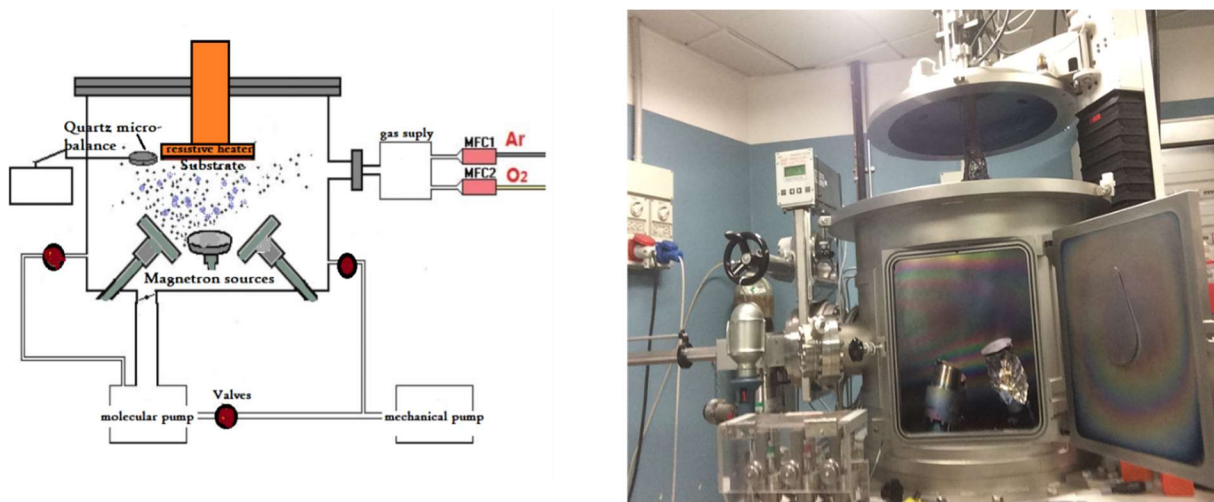 Quartz micro-
balance
resistive heater
Substrate
gas suply
MFC1
Ar
MFC2
O2
Magnetron sources
Valves
molecular pump
mechanical pump